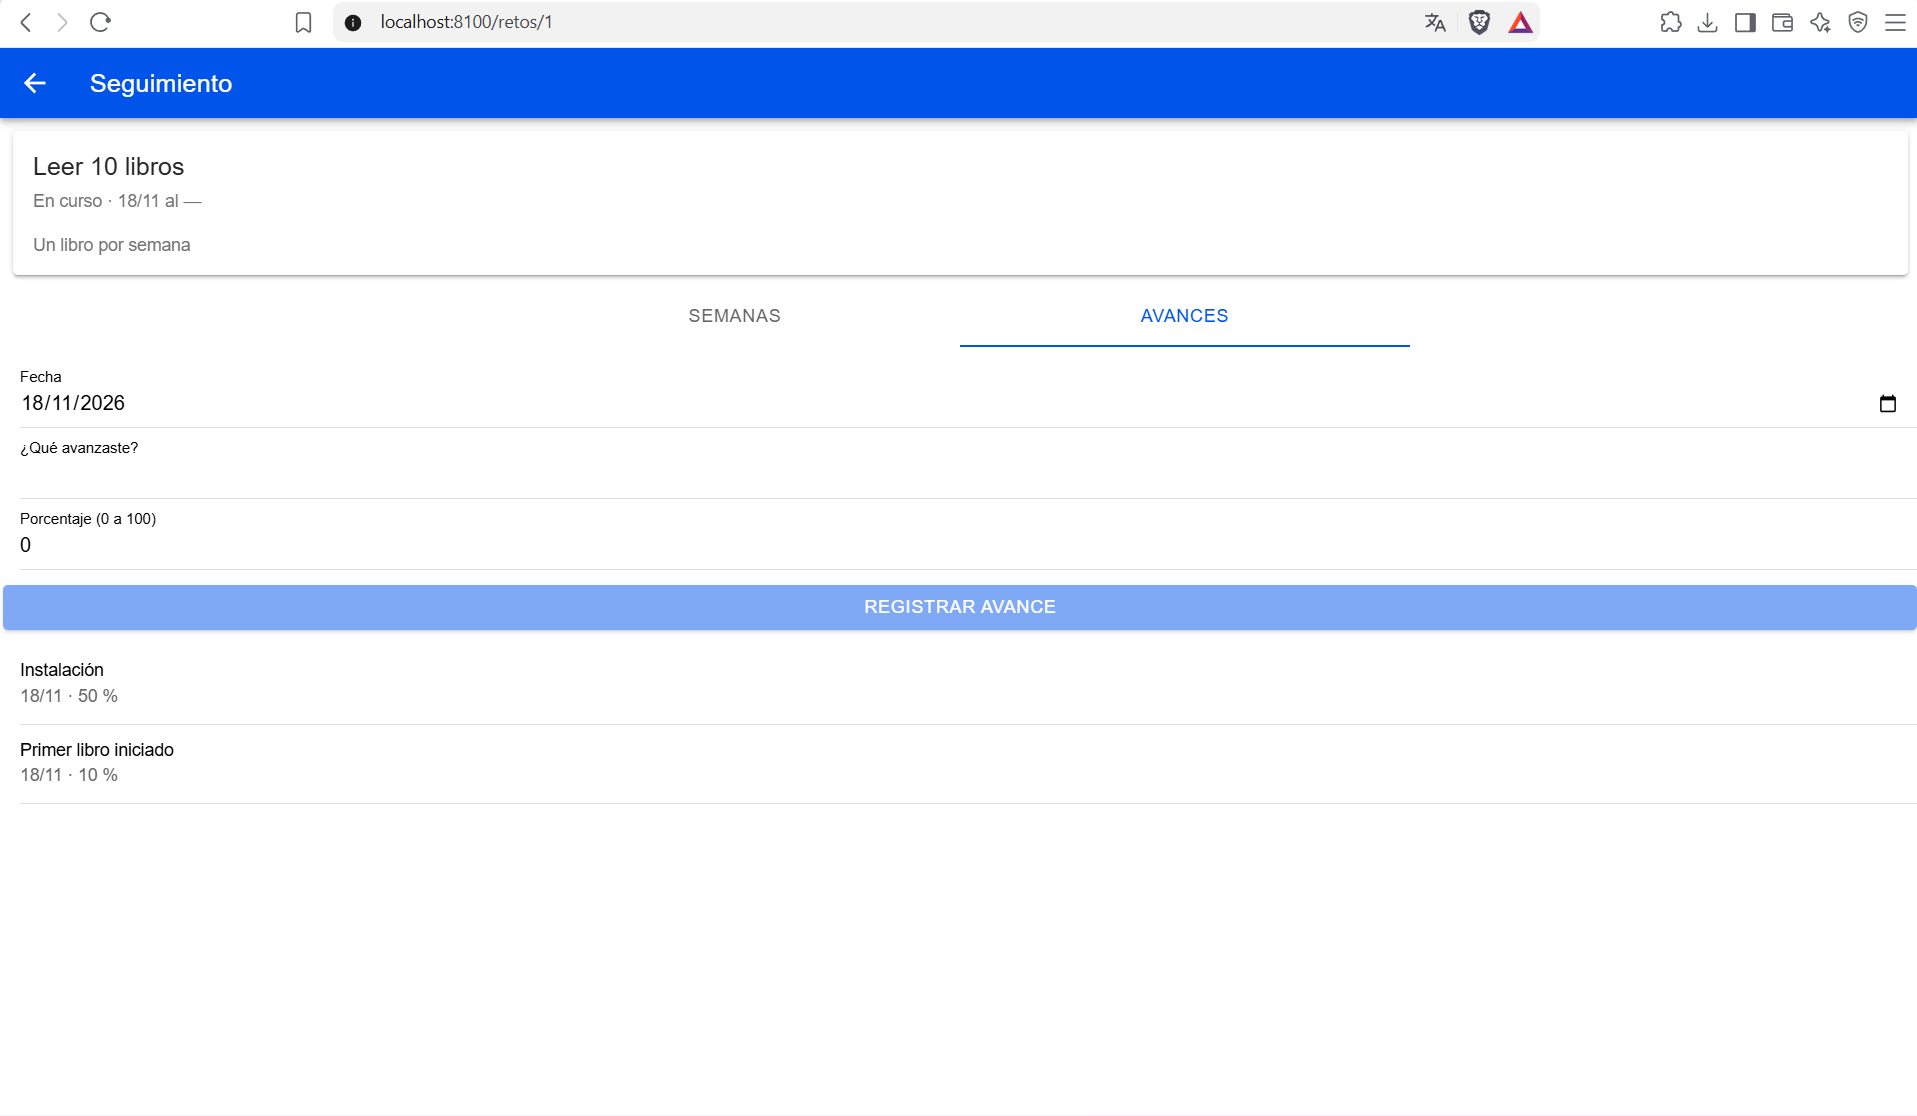 localhost:8100/retos/1
Seguimiento
Leer 10 libros
En curso · 18/11 al —
Un libro por semana
SEMANAS
AVANCES
Fecha
18/11/2026
¿Qué avanzaste?
Porcentaje (0 a 100)
0
REGISTRAR AVANCE
Instalación
18/11 · 50 %
Primer libro iniciado
18/11 · 10 %